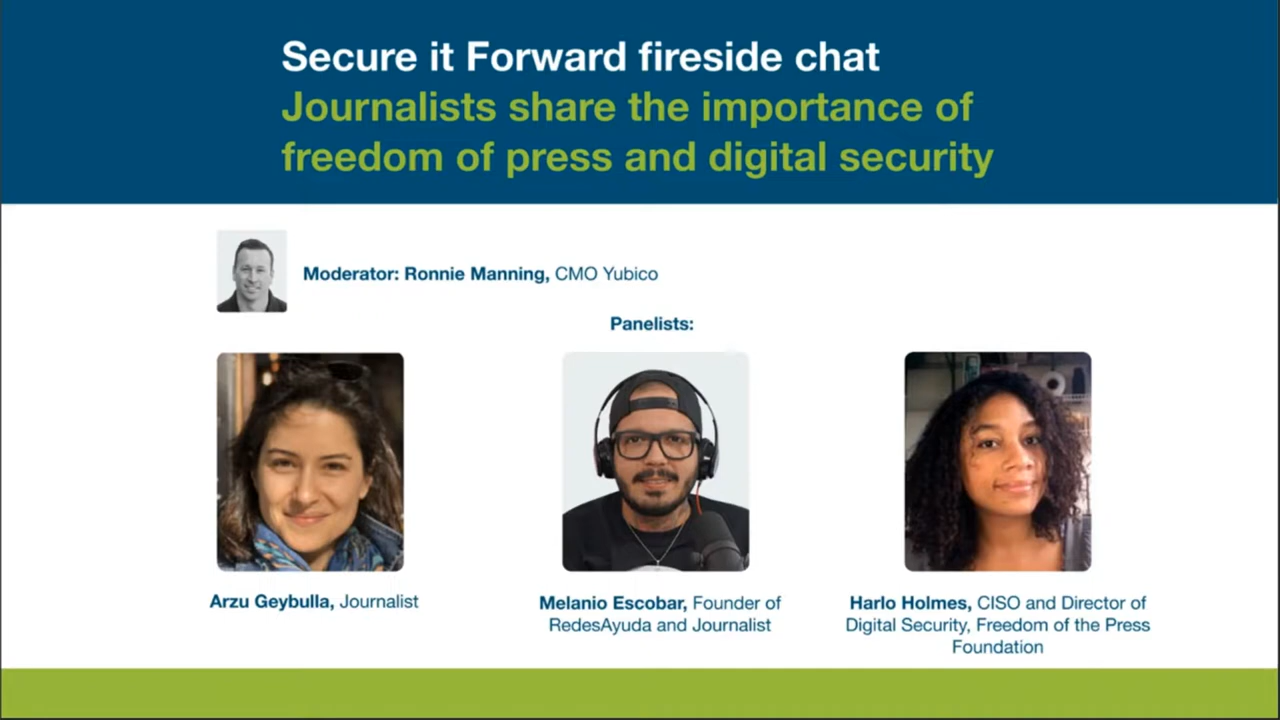 Secure it Forward fireside chat
Journalists share the importance of
freedom of press and digital security
Moderator: Ronnie Manning, CMO Yubico
Panelists:
Arzu Geybulla, Journalist
Melanio Escobar, Founder of
RedesAyuda and Journalist
Harlo Holmes, CISO and Director of
Digital Security, Freedom of the Press
Foundation